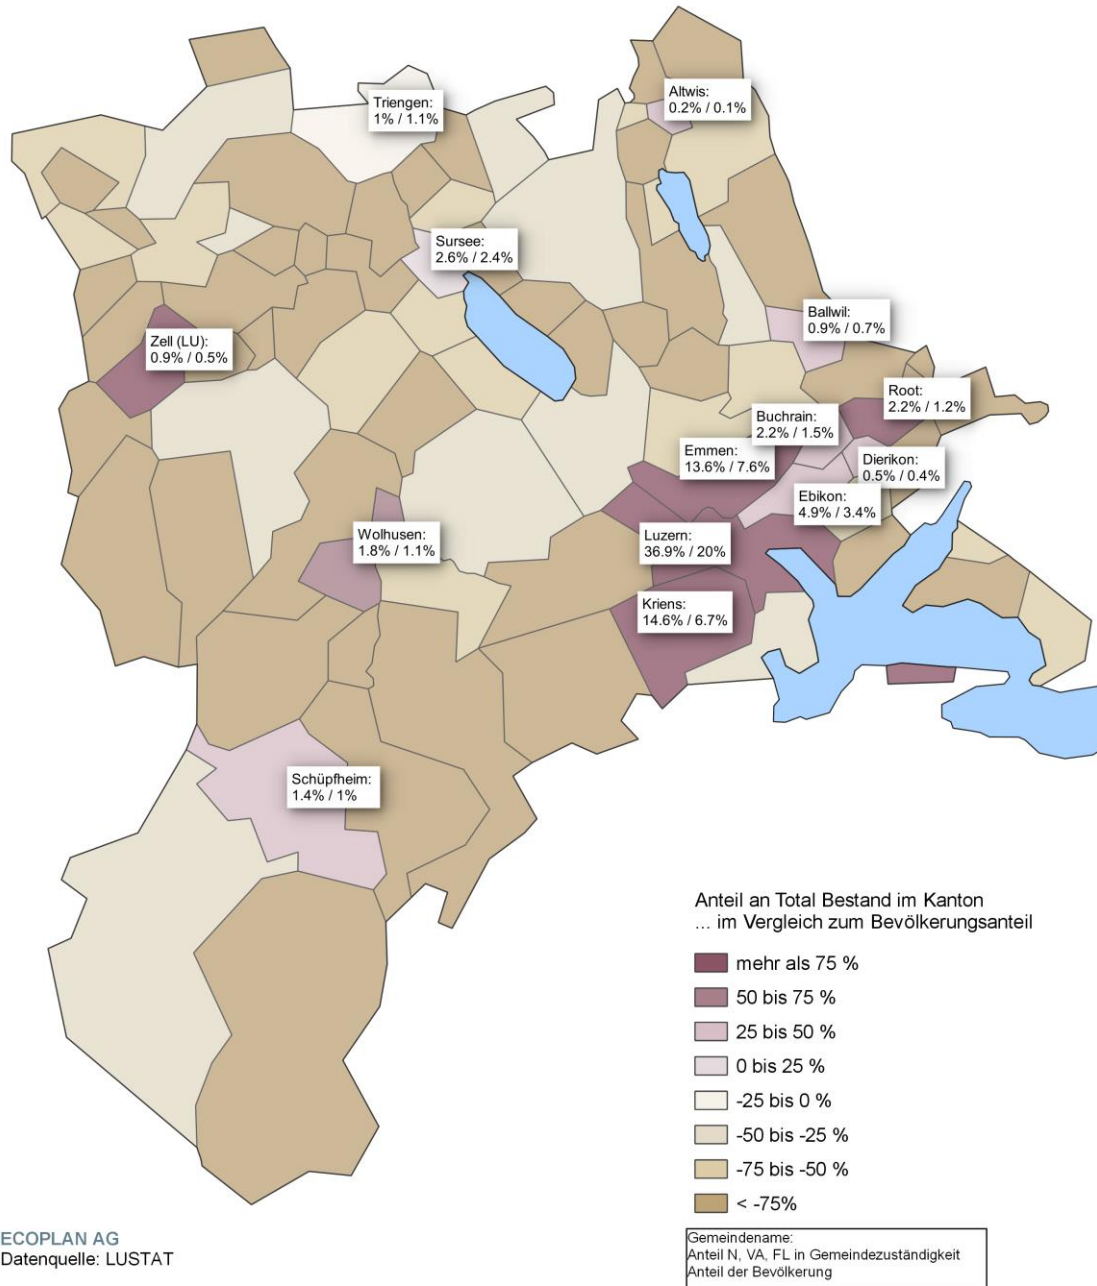 Altwis:
0.2% / 0.1%
Triengen:
1% / 1.1%
Sursee:
2.6% / 2.4%
Ballwil:
0.9% / 0.7%
Zell (LU):
0.9% / 0.5%
Root:
2.2% / 1.2%
Buchrain:
2.2% / 1.5%
Emmen:
13.6% / 7.6%
Dierikon:
0.5% / 0.4%
Ebikon:
4.9% / 3.4%
Wolhusen:
1.8% / 1.1%
Luzern:
36.9% / 20%
Kriens:
14.6% / 6.7%
Schüpfheim:
1.4% / 1%
Anteil an Total Bestand im Kanton
... im Vergleich zum Bevölkerungsanteil
mehr als 75 %
50 bis 75 %
25 bis 50 %
0 bis 25 %
-25 bis 0 %
-50 bis -25 %
-75 bis -50 %
< -75%
Gemeindename:
Anteil N, VA, FL in Gemeindezuständigkeit
Anteil der Bevölkerung
ECOPLAN AG
Datenquelle: LUSTAT